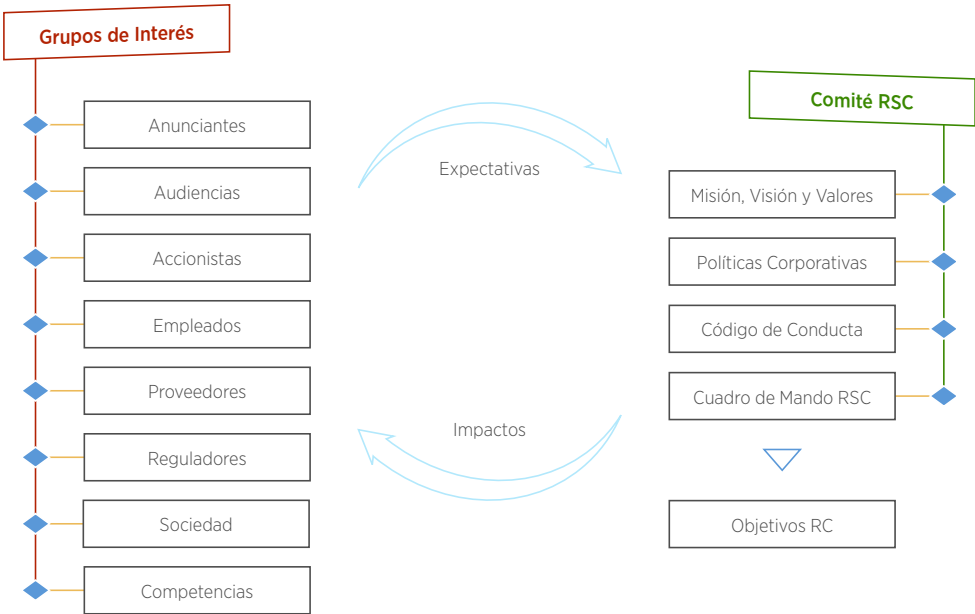 Grupos de Interés
Anunciantes
Audiencias
Accionistas
Empleados
Proveedores
Reguladores
Sociedad
Competencias
Expectativas
Impactos
Comité RSC
Misión, Visión y Valores
Políticas Corporativas
Código de Conducta
Cuadro de Mando RSC
Objetivos RC